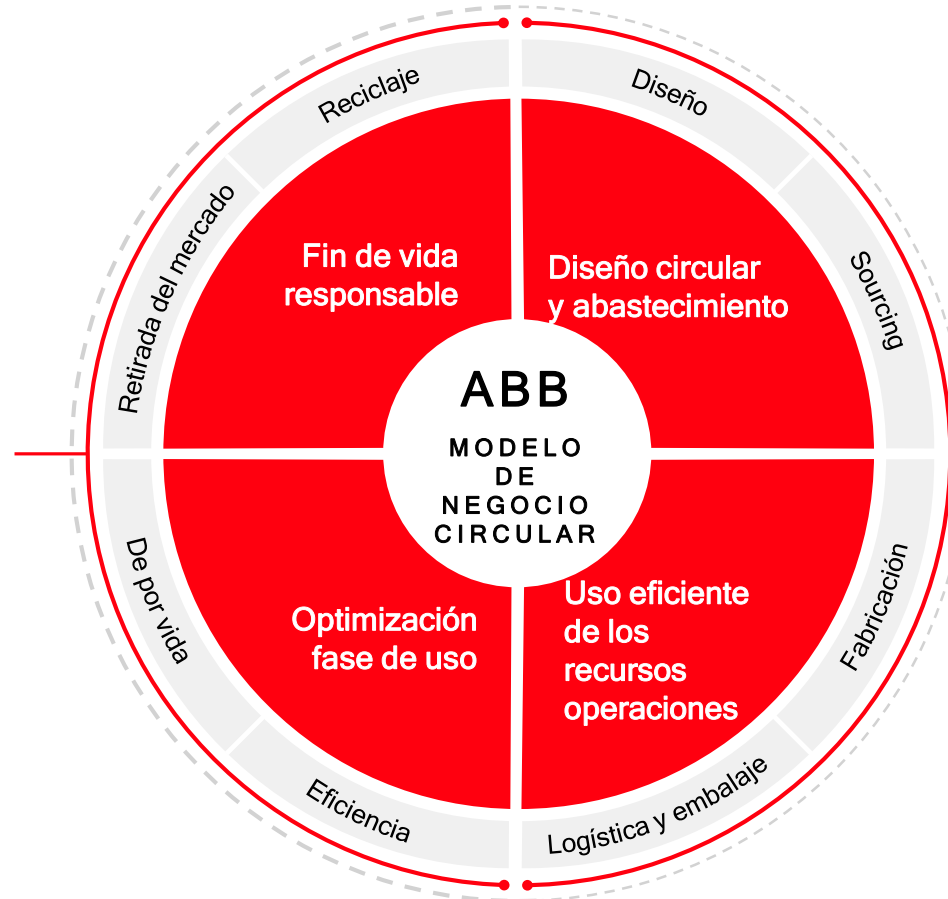 Reciclaje
Diseño
Retirada del mercado
Sourcing
Fin de vida
responsable
Diseño circular
y abastecimiento
ABB
MODELO
DE
NEGOCIO
CIRCULAR
De por vida
Fabricación
Optimización
fase de uso
Uso eficiente
de los
recursos
operaciones
Eficiencia
Logística y embalaje